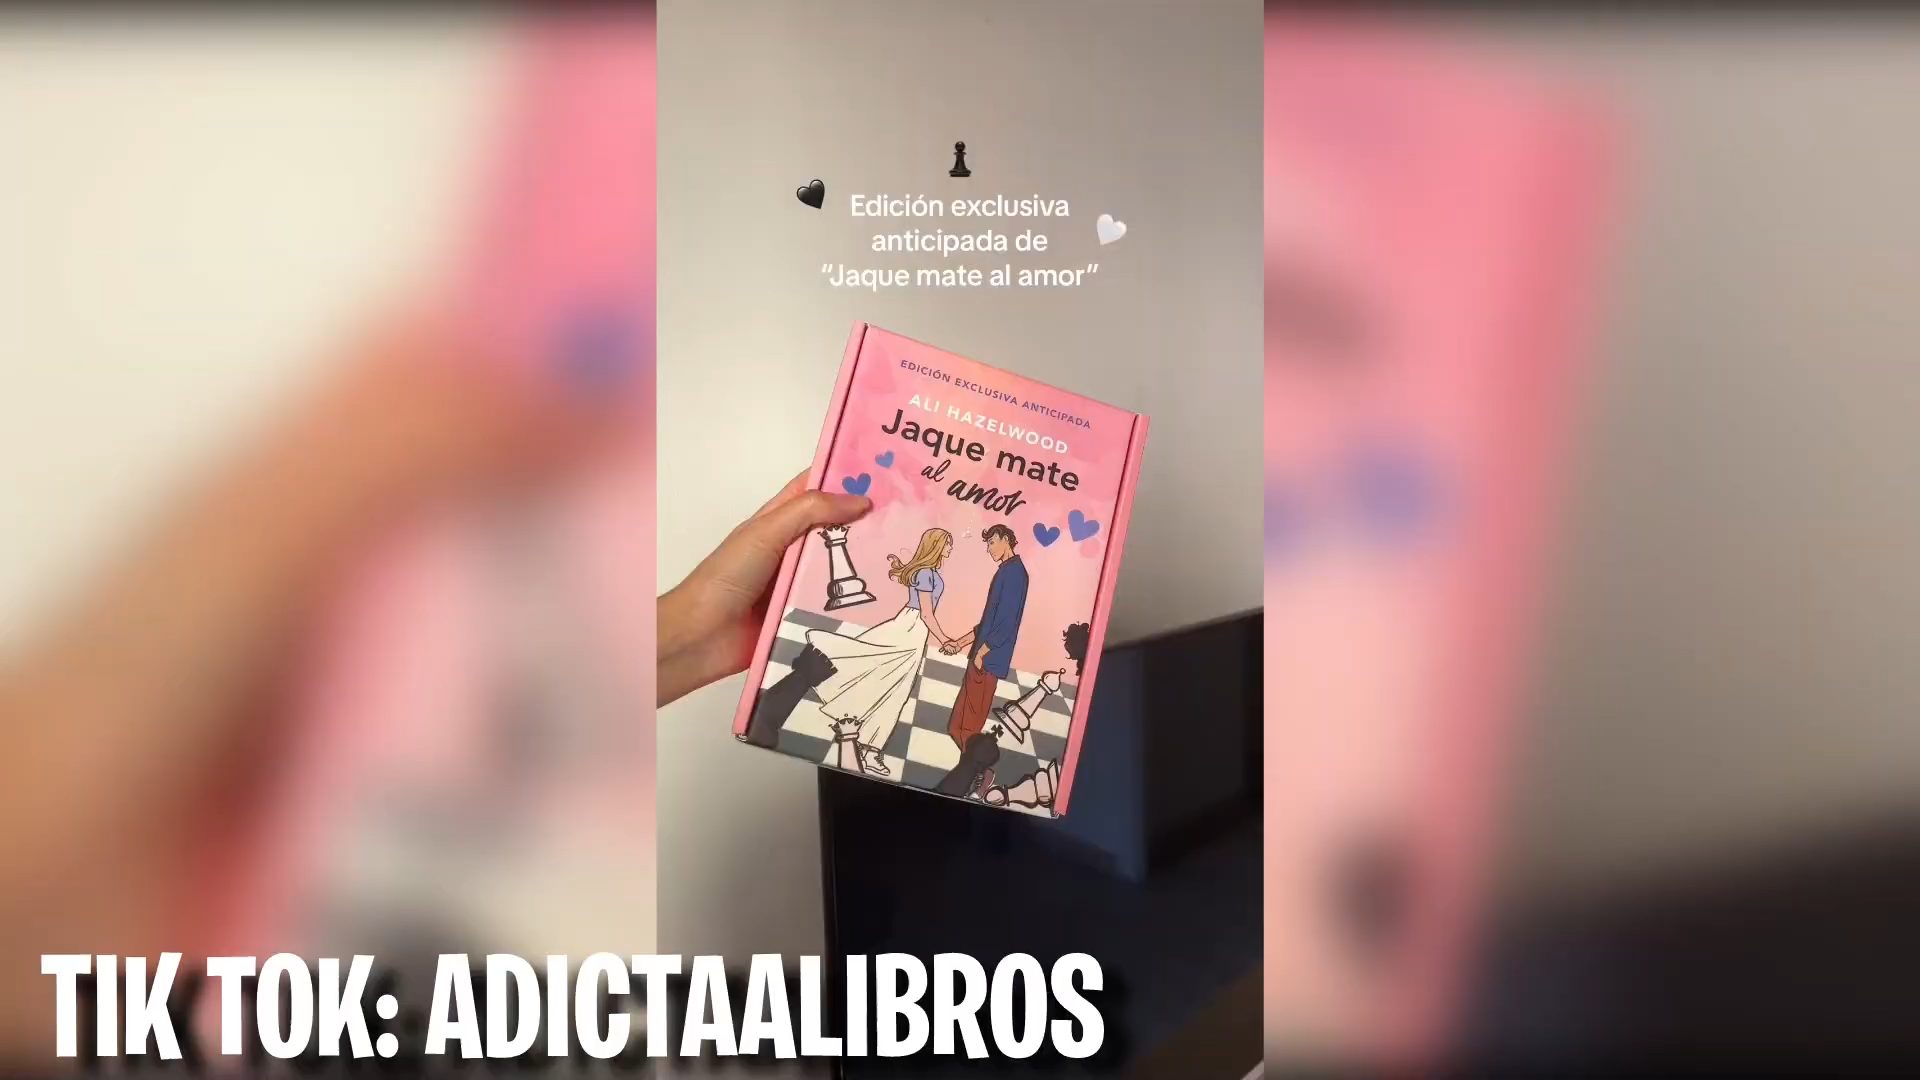 Edición exclusiva
anticipada de
“Jaque mate al amor”
EDICIÓN EXCLUSIVA ANTICIPADA
ALI HAZELWOOD
Jaque mate
al amor
TIK TOK: ADICTAALIBROS